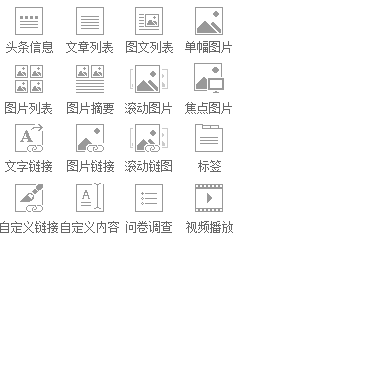 头条信息 文章列表 图文列表 单幅图片
图片列表 图片摘要 滚动图片 焦点图片
文字链接 图片链接 滚动链图 标签
自定义链接 自定义内容 问卷调查 视频播放